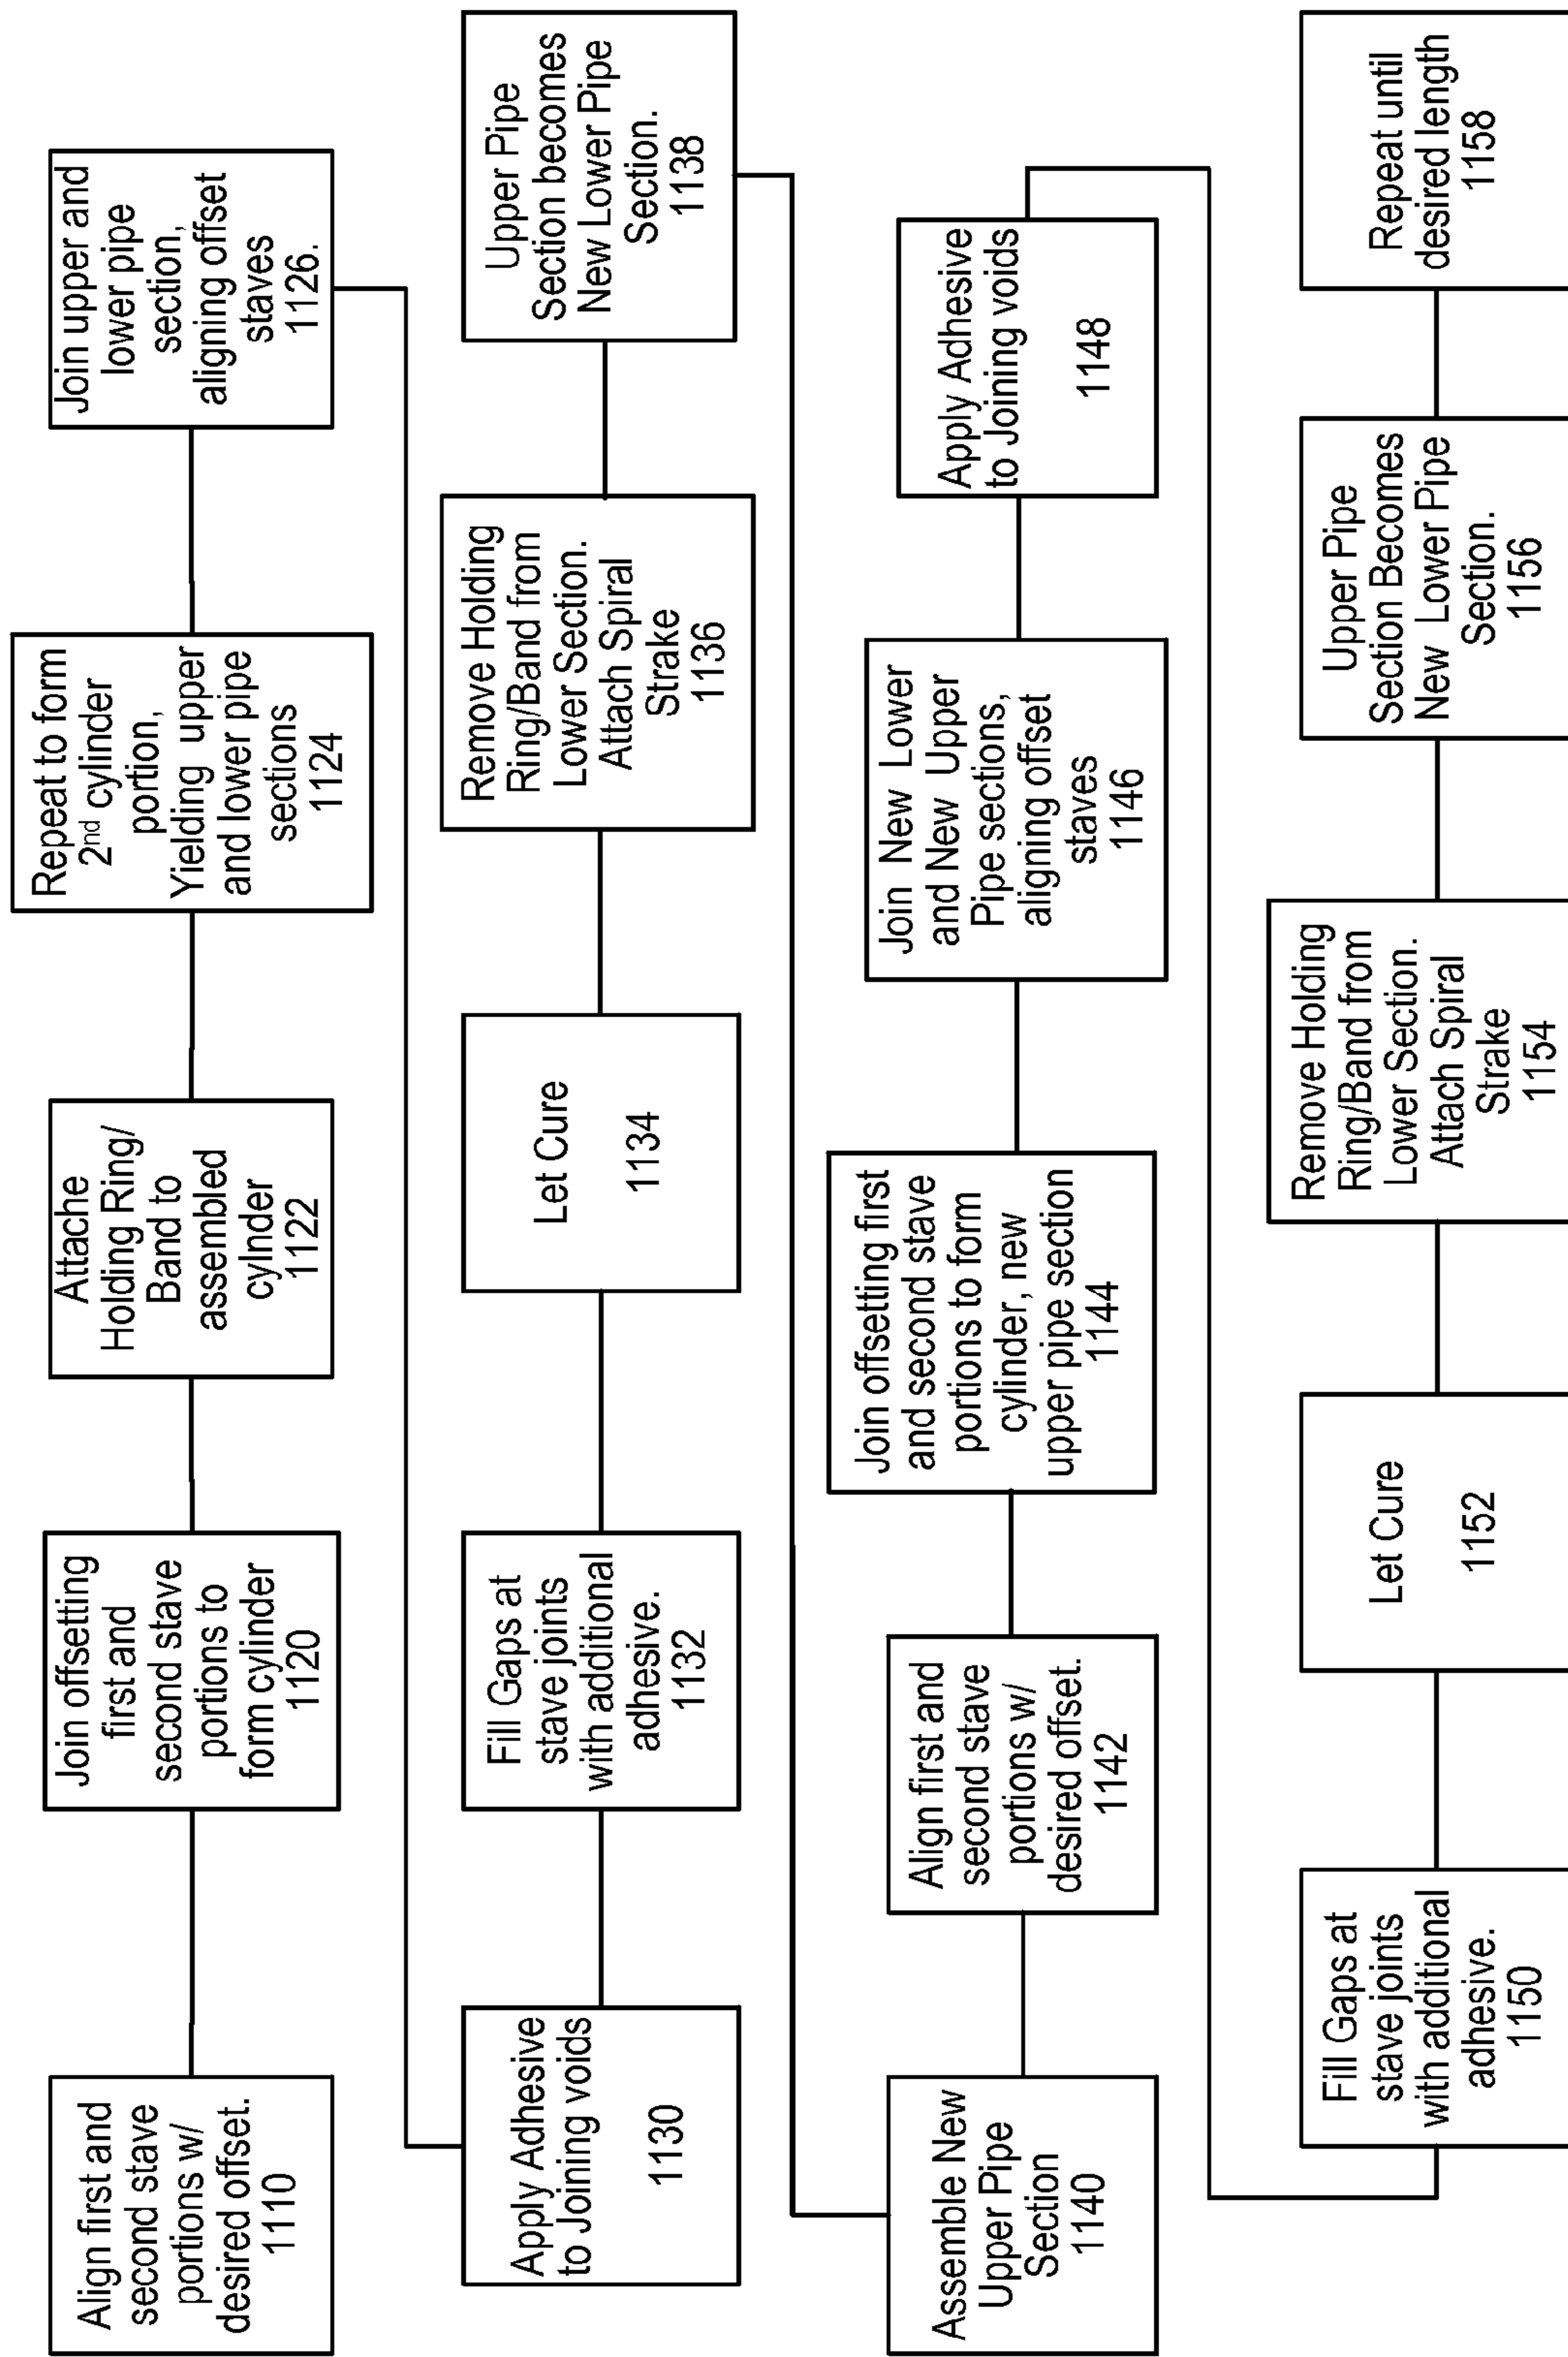 Align first and
second stave
portions w/
desired offset.
1110
Join offsetting
first and
second stave
portions to
form cylinder
1120
Attache
Holding Ring/
Band to
assembled
cylnder
1122
Repeat to form
2nd cylinder
portion,
Yielding upper
and lower pipe
sections
1124
Join upper and
lower pipe
section,
aligning offset
staves
1126.
Apply Adhesive
to Joining voids
1130
Fill Gaps at
stave joints
with additional
adhesive.
1132
Let Cure
1134
Remove Holding
Ring/Band from
Lower Section.
Attach Spiral
Strake
1136
Upper Pipe
Section becomes
New Lower Pipe
Section.
1138
Assemble New
Upper Pipe
Section
1140
Align first and
second stave
portions w/
desired offset.
1142
Join offsetting first
and second stave
portions to form
cylinder, new
upper pipe section
1144
Join New Lower
and New Upper
Pipe sections,
aligning offset
staves
1146
Apply Adhesive
to Joining voids
1148
Fill Gaps at
stave joints
with additional
adhesive.
1150
Let Cure
1152
Remove Holding
Ring/Band from
Lower Section.
Attach Spiral
Strake
1154
Upper Pipe
Section Becomes
New Lower Pipe
Section.
1156
Repeat until
desired length
1158